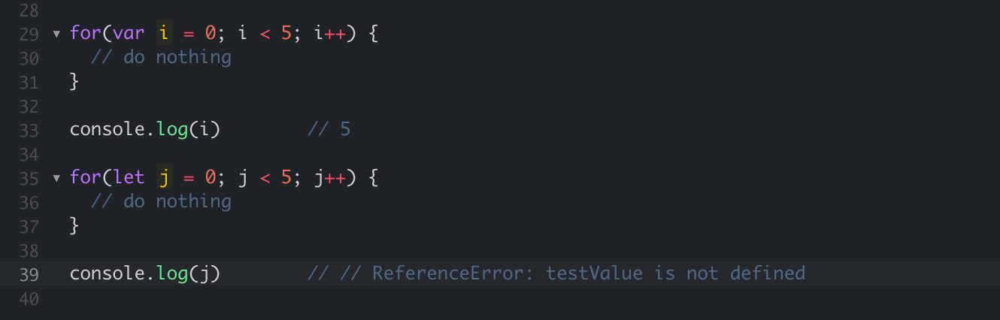 28
29 ▼ for(var i = 0; i < 5; i++) {
30 // do nothing
31 }
32
33 console.log(i) // 5
34
35 ▼ for(let j = 0; j < 5; j++) {
36 // do nothing
37 }
38
39 console.log(j) // // ReferenceError: testValue is not defined
40